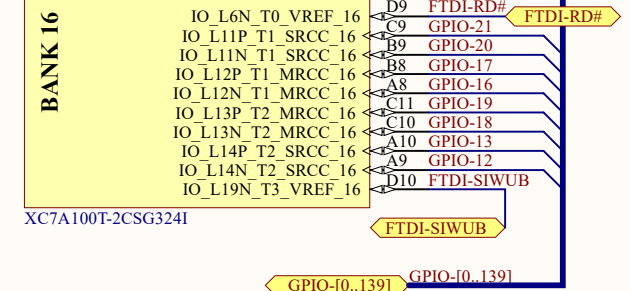 BANK 16
IO_L6N_T0_VREF_16 D9 FTDI-RD# FTDI-RD#
IO_L11P_T1_SRCC_16 C9 GPIO-21
IO_L11N_T1_SRCC_16 B9 GPIO-20
IO_L12P_T1_MRCC_16 B8 GPIO-17
IO_L12N_T1_MRCC_16 A8 GPIO-16
IO_L13P_T2_MRCC_16 C11 GPIO-19
IO_L13N_T2_MRCC_16 C10 GPIO-18
IO_L14P_T2_SRCC_16 A10 GPIO-13
IO_L14N_T2_SRCC_16 A9 GPIO-12
IO_L19N_T3_VREF_16 D10 FTDI-SIWUB
XC7A100T-2CSG324I
FTDI-SIWUB
GPIO-[0..139] GPIO-[0..139]